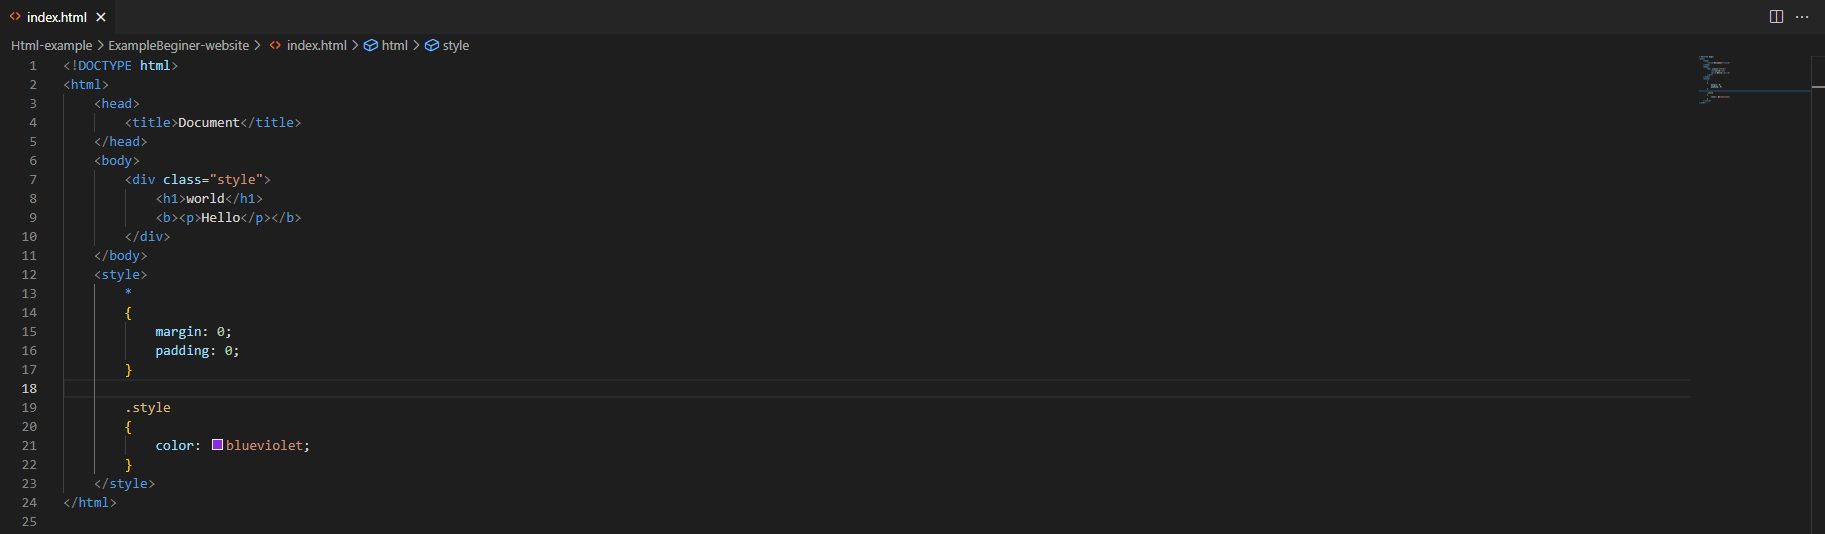 index.html
Html-example > ExampleBeginer-website > index.html > html > style
1 <!DOCTYPE html>
2 <html>
3     <head>
4         <title>Document</title>
5     </head>
6     <body>
7         <div class="style">
8             <h1>world</h1>
9             <b><p>Hello</p></b>
10         </div>
11     </body>
12     <style>
13         *
14         {
15             margin: 0;
16             padding: 0;
17         }
18
19         .style
20         {
21             color: blueviolet;
22         }
23     </style>
24 </html>
25